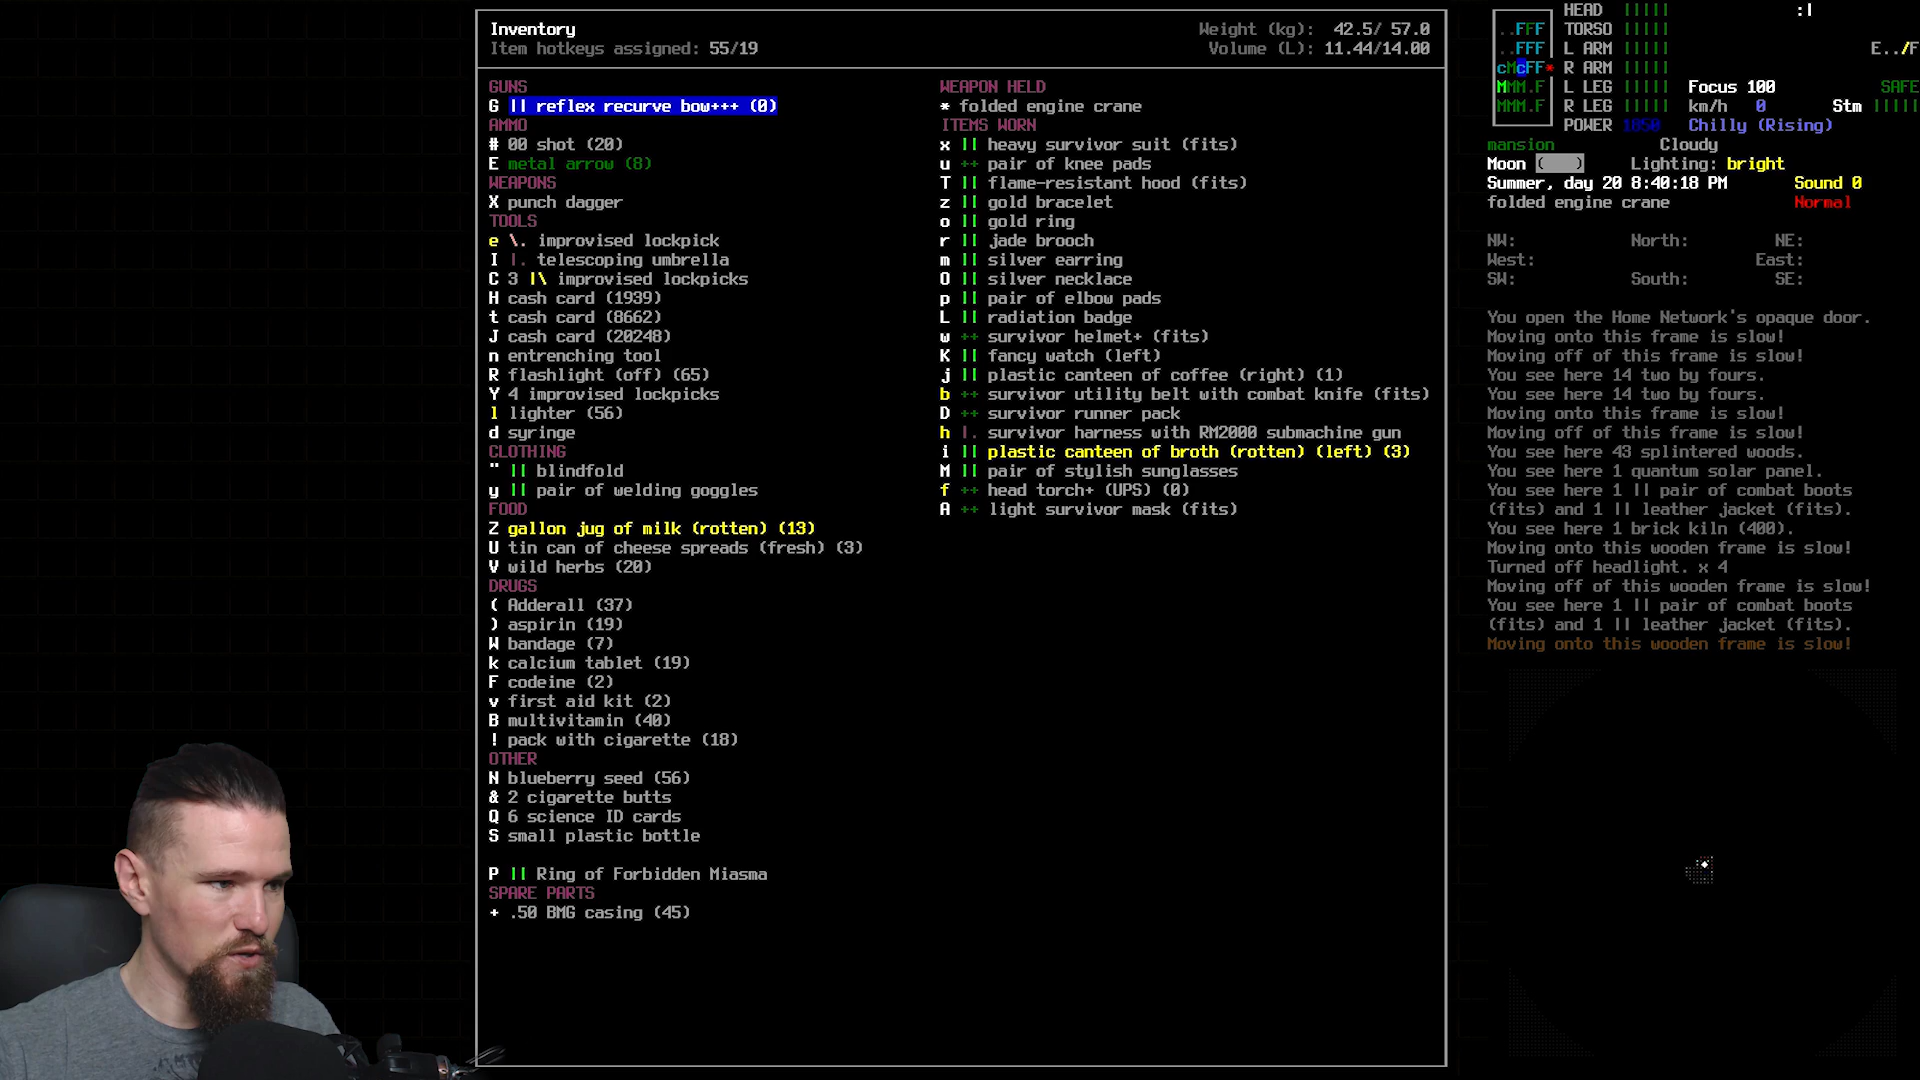 Inventory
Item hotkeys assigned: 55/19
Weight (kg): 42.5/ 57.0
Volume (L): 11.44/14.00
GUNS
G || reflex recurve bow+++ (0)
AMMO
# 00 shot (20)
E metal arrow (8)
WEAPONS
X punch dagger
TOOLS
e \. improvised lockpick
I |. telescoping umbrella
C 3 |\ improvised lockpicks
H cash card (1939)
t cash card (8662)
J cash card (20248)
n entrenching tool
R flashlight (off) (65)
Y 4 improvised lockpicks
l lighter (56)
d syringe
CLOTHING
" || blindfold
y || pair of welding goggles
FOOD
Z gallon jug of milk (rotten) (13)
U tin can of cheese spreads (fresh) (3)
V wild herbs (20)
DRUGS
( Adderall (37)
) aspirin (19)
W bandage (7)
k calcium tablet (19)
F codeine (2)
v first aid kit (2)
B multivitamin (40)
! pack with cigarette (18)
OTHER
N blueberry seed (56)
& 2 cigarette butts
Q 6 science ID cards
S small plastic bottle
P || Ring of Forbidden Miasma
SPARE PARTS
+ .50 BMG casing (45)
WEAPON HELD
* folded engine crane
ITEMS WORN
x || heavy survivor suit (fits)
u ++ pair of knee pads
T || flame-resistant hood (fits)
z || gold bracelet
o || gold ring
r || jade brooch
m || silver earring
O || silver necklace
p || pair of elbow pads
L || radiation badge
w ++ survivor helmet+ (fits)
K || fancy watch (left)
j || plastic canteen of coffee (right) (1)
b ++ survivor utility belt with combat knife (fits)
D ++ survivor runner pack
h |. survivor harness with RM2000 submachine gun
i || plastic canteen of broth (rotten) (left) (3)
M || pair of stylish sunglasses
f ++ head torch+ (UPS) (0)
A ++ light survivor mask (fits)
HEAD ||||| :|
..FFF TORSO |||||
..FFF L ARM ||||| E../F
cMcFF* R ARM |||||
MMM.F L LEG ||||| Focus 100 SAFE
MMM.F R LEG ||||| km/h 0 Stm |||||
POWER 1850 Chilly (Rising)
mansion Cloudy
Moon ( ) Lighting: bright
Summer, day 20 8:40:18 PM Sound 0
folded engine crane Normal
NW: North: NE:
West: East:
SW: South: SE:
You open the Home Network's opaque door.
Moving onto this frame is slow!
Moving off of this frame is slow!
You see here 14 two by fours.
You see here 14 two by fours.
Moving onto this frame is slow!
Moving off of this frame is slow!
You see here 43 splintered woods.
You see here 1 quantum solar panel.
You see here 1 || pair of combat boots
(fits) and 1 || leather jacket (fits).
You see here 1 brick kiln (400).
Moving onto this wooden frame is slow!
Turned off headlight. x 4
Moving off of this wooden frame is slow!
You see here 1 || pair of combat boots
(fits) and 1 || leather jacket (fits).
Moving onto this wooden frame is slow!